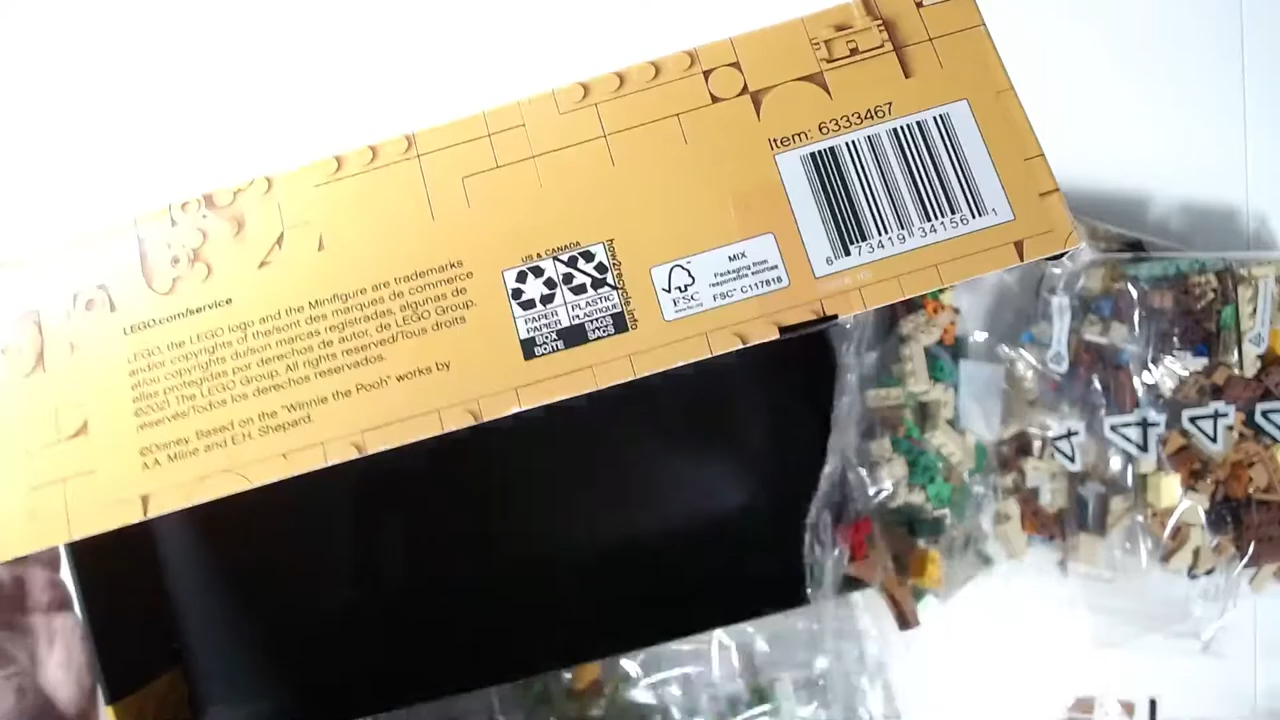 Item: 6333467
6 73419 34156 1
LEGO.com/service
LEGO, the LEGO logo and the Minifigure are trademarks
and/or copyrights of the/sont des marques de commerce
et/ou copyrights du/son marcas registradas, algunas de
ellas protegidas por derechos de autor, de LEGO Group.
©2021 The LEGO Group. All rights reserved/Tous droits
réservés/Todos los derechos reservados.
©Disney. Based on the "Winnie the Pooh" works by
A.A. Milne and E.H. Shepard.
US & CANADA
PAPER
PAPIER
BOX
BOÎTE
PLASTIC
PLASTIQUE
BAGS
SACS
how2recycle.info
FSC
www.fsc.org
MIX
Packaging from
responsible sources
FSC™ C117818
4
4
4